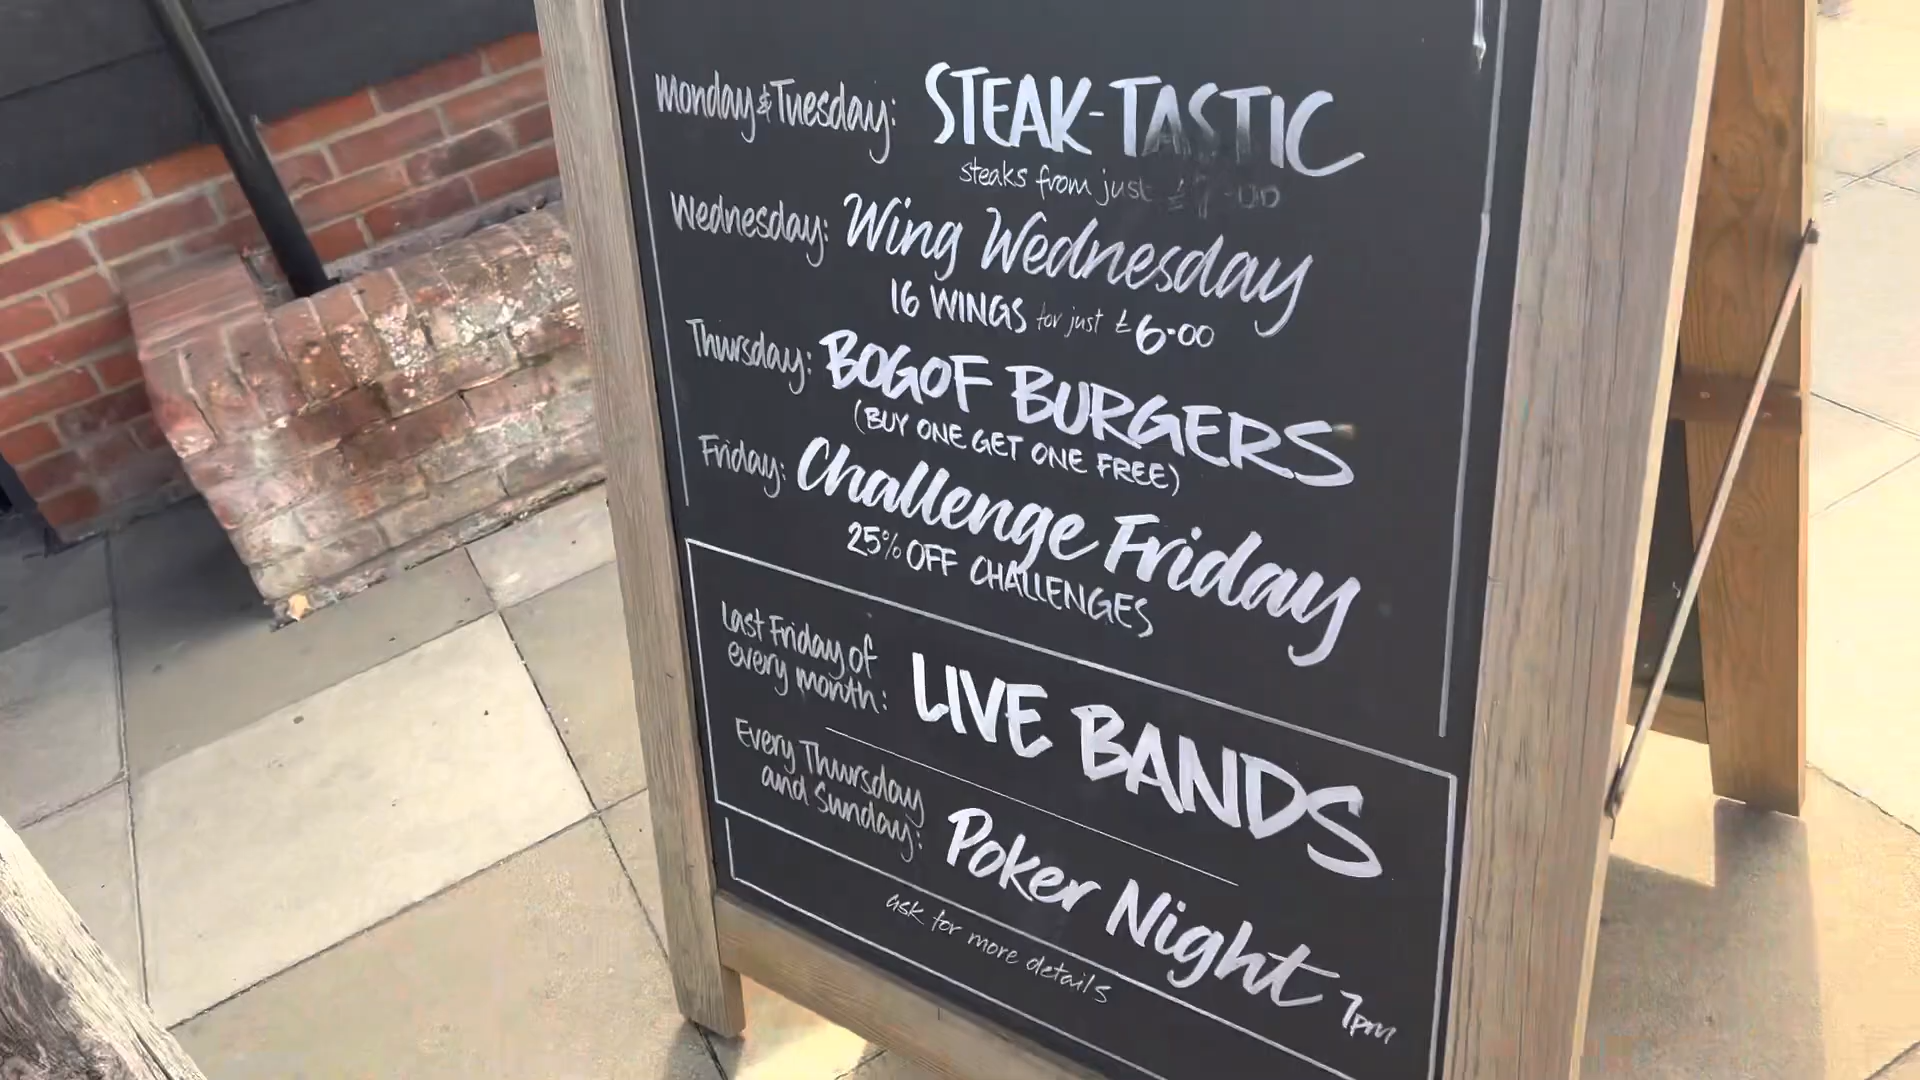 Monday & Tuesday: STEAK-TASTIC
steaks from just
Wednesday: Wing Wednesday
16 WINGS for just £6.00
Thursday: BOGOF BURGERS
(BUY ONE GET ONE FREE)
Friday: Challenge Friday
25% OFF CHALLENGES
Last Friday of
every month: LIVE BANDS
Every Thursday
and Sunday: Poker Night 7pm
ask for more details